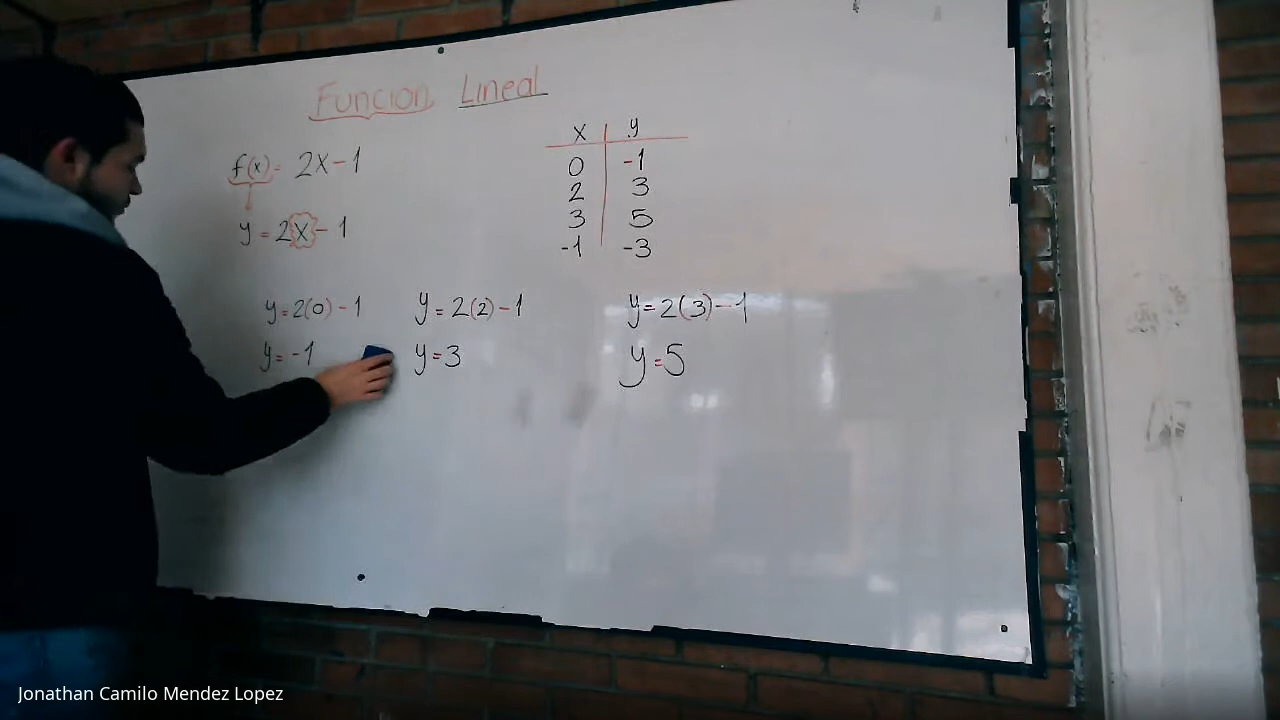 Funcion Lineal
f(x) = 2x-1
y = 2x - 1
x y
0 -1
2 3
3 5
-1 -3
y = 2(0) - 1 y = 2(2) - 1 y = 2(3) - 1
y = -1 y = 3 y = 5
Jonathan Camilo Mendez Lopez